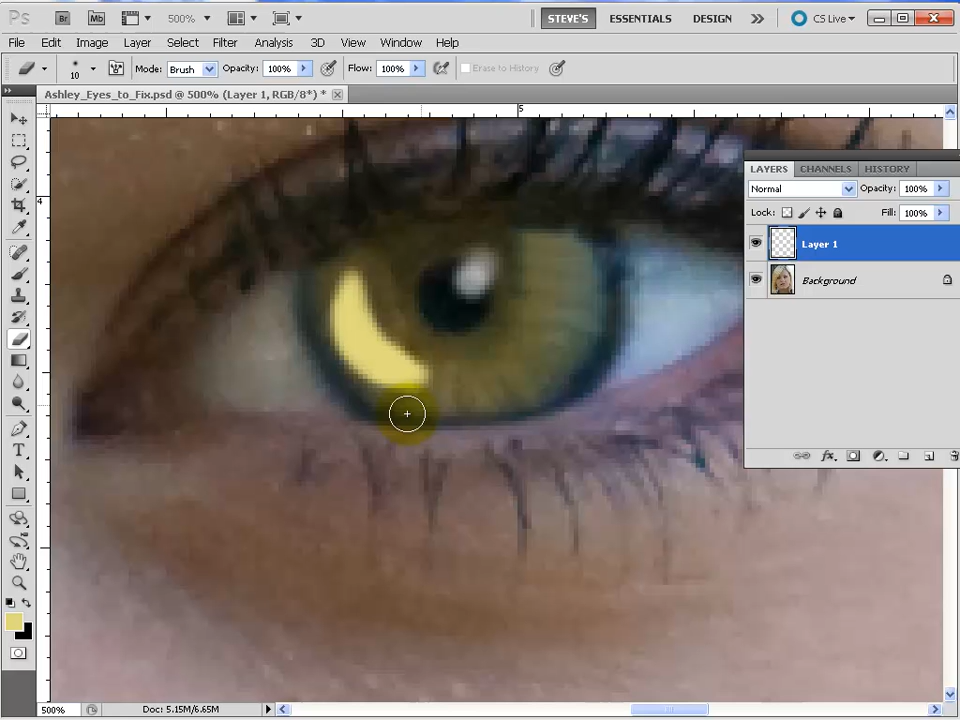 Ps Br Mb 500% STEVE'S ESSENTIALS DESIGN CS Live
File Edit Image Layer Select Filter Analysis 3D View Window Help
10 Mode: Brush Opacity: 100% Flow: 100% Erase to History
Ashley_Eyes_to_Fix.psd @ 500% (Layer 1, RGB/8*) *
5
4
LAYERS CHANNELS HISTORY
Normal Opacity: 100%
Lock: Fill: 100%
Layer 1
Background
fx
T
500% Doc: 5.15M/6.65M